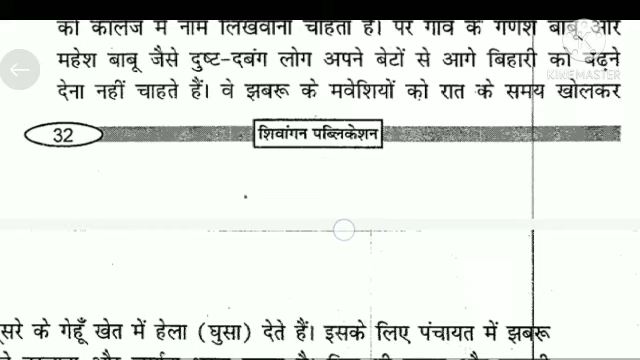 को कॉलेज में नाम लिखवाना चाहता है। पर गाँव के गणेश बाबू और
महेश बाबू जैसे दुष्ट-दबंग लोग अपने बेटों से आगे बिहारी को बढ़ने
देना नहीं चाहते हैं। वे झबरू के मवेशियों को रात के समय खोलकर
KINEMASTER
32
शिवांगन पब्लिकेशन
सरे के गेहूँ खेत में हेला (घुसा) देते हैं। इसके लिए पंचायत में झबरू